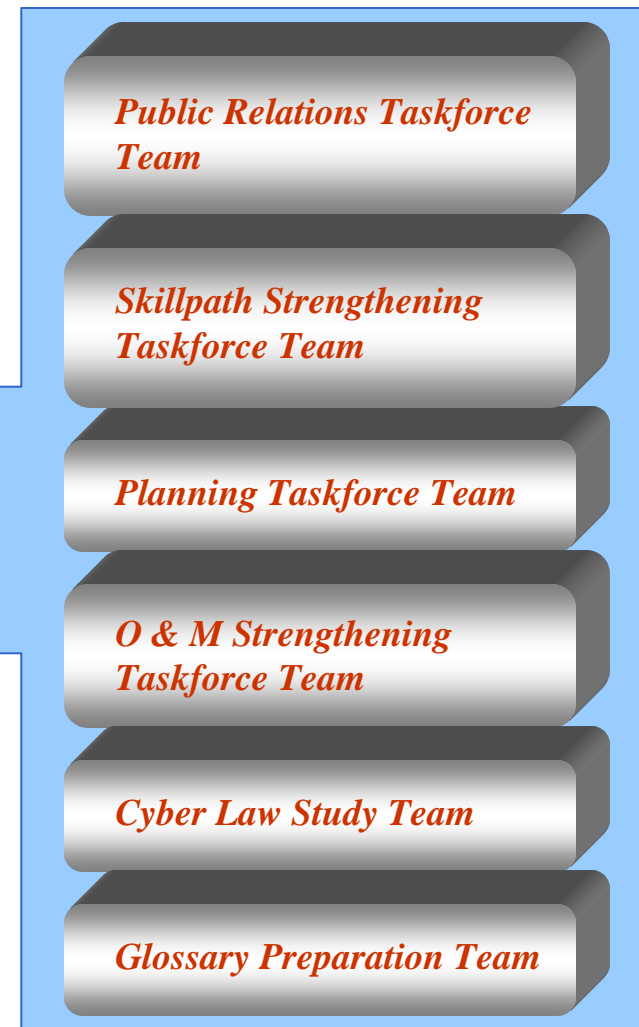 Public Relations Taskforce
Team
Skillpath Strengthening
Taskforce Team
Planning Taskforce Team
O & M Strengthening
Taskforce Team
Cyber Law Study Team
Glossary Preparation Team